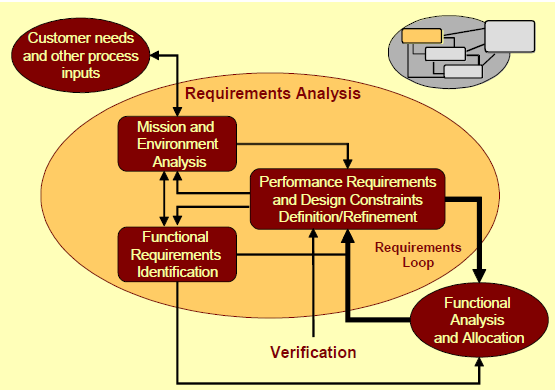 Customer needs
and other process
inputs
Requirements Analysis
Mission and
Environment
Analysis
Performance Requirements
and Design Constraints
Definition/Refinement
Functional
Requirements
Identification
Requirements
Loop
Functional
Analysis
and Allocation
Verification